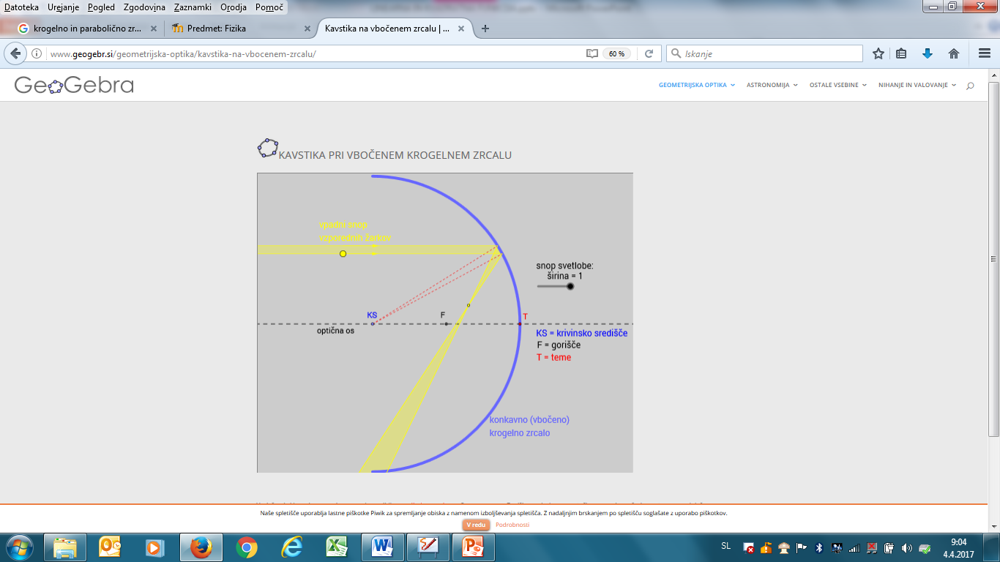 Datoteka Urejanje Pogled Zgodovina Zaznamki Orodja Pomoč
krogelno in parabolično zr...
Predmet: Fizika
Kavstika na vbočenem zrcalu | ...
www.geogebr.si/geometrijska-optika/kavstika-na-vbocenem-zrcalu/
60 %
Iskanje
GeoGebra
GEOMETRIJSKA OPTIKA
ASTRONOMIJA
OSTALE VSEBINE
NIHANJE IN VALOVANJE
KAVSTIKA PRI VBOČENEM KROGELNEM ZRCALU
vpadni snop
vzporednih žarkov
snop svetlobe:
širina = 1
KS
F
T
optična os
KS = krivinsko središče
F = gorišče
T = teme
konkavno (vbočeno)
krogelno zrcalo
Naše spletišče uporablja lastne piškotke Piwik za spremljanje obiska z namenom izboljševanja spletišča. Z nadaljnjim brskanjem po spletišču soglašate z uporabo piškotkov.
V redu
Podrobnosti
SL
9:04
4.4.2017